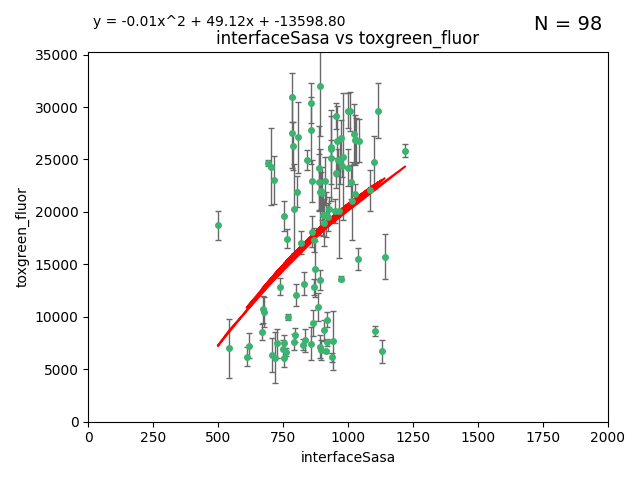 y = -0.01x^2 + 49.12x + -13598.80
N = 98
interfaceSasa vs toxgreen_fluor
35000
30000
25000
20000
15000
10000
5000
0
toxgreen_fluor
0 250 500 750 1000 1250 1500 1750 2000
interfaceSasa